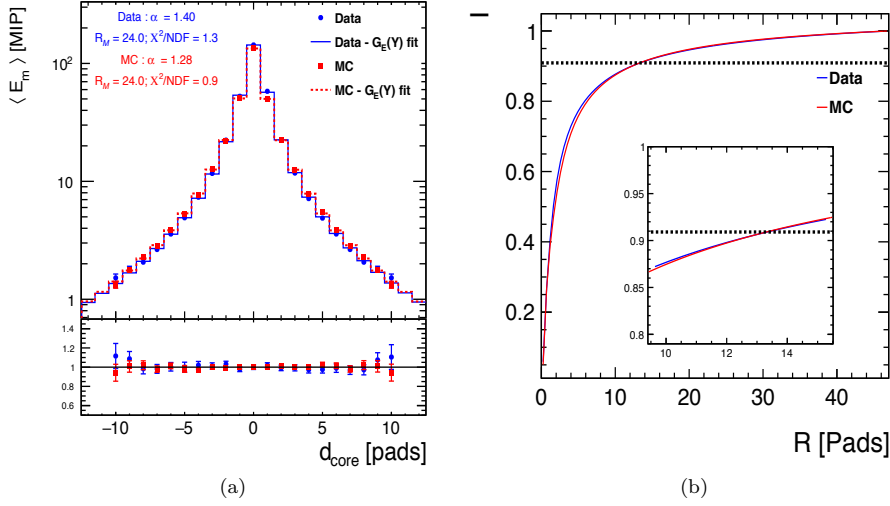 ⟨ E_m ⟩ [MIP]
10²
10
1
Data : α = 1.40
R_M = 24.0; X²/NDF = 1.3
MC : α = 1.28
R_M = 24.0; X²/NDF = 0.9
Data
Data - G_E(Y) fit
MC
MC - G_E(Y) fit
1.4
1.2
1
0.8
0.6
−10 −5 0 5 10
d_core [pads]
(a)
1
0.8
0.6
0.4
0.2
Data
MC
1
0.95
0.9
0.85
0.8
10 12 14
0 10 20 30 40
R [Pads]
(b)